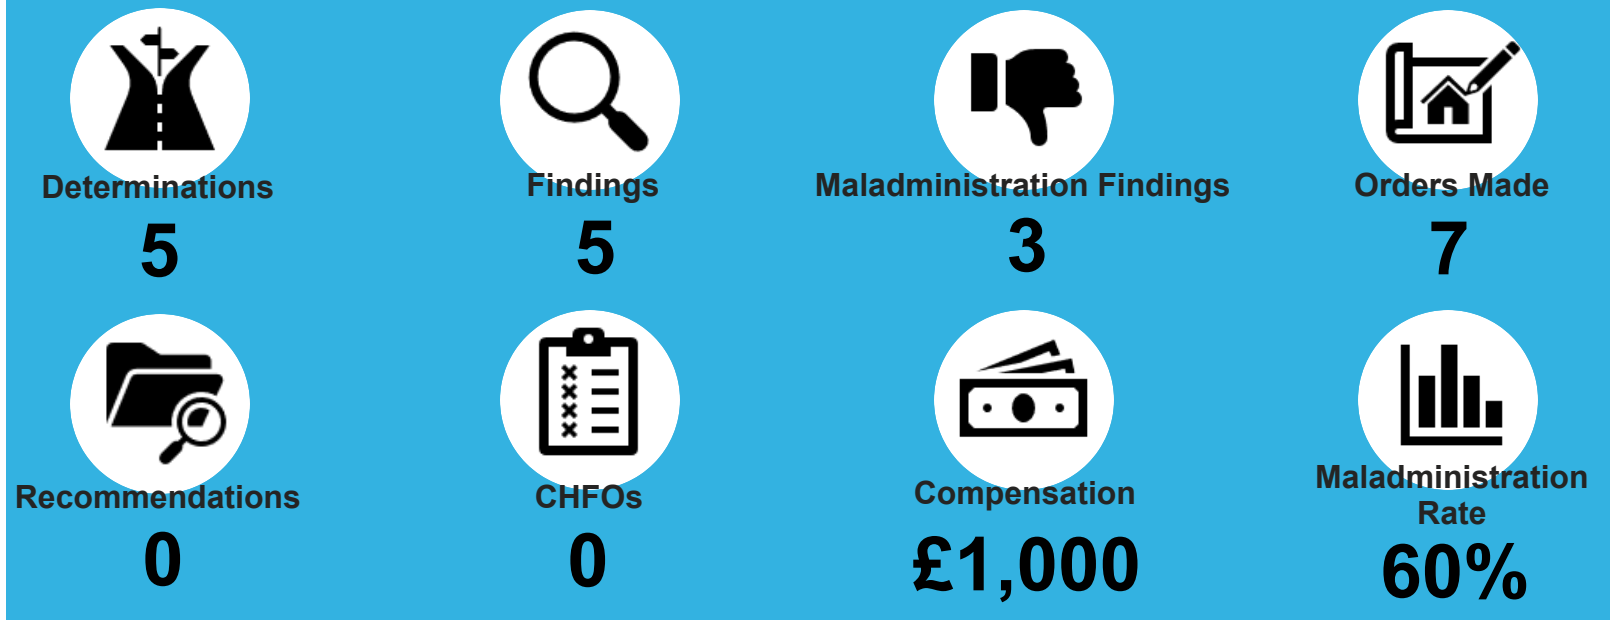 Determinations
5
Findings
5
Maladministration Findings
3
Orders Made
7
Recommendations
0
CHFOs
0
Compensation
£1,000
Maladministration
Rate
60%